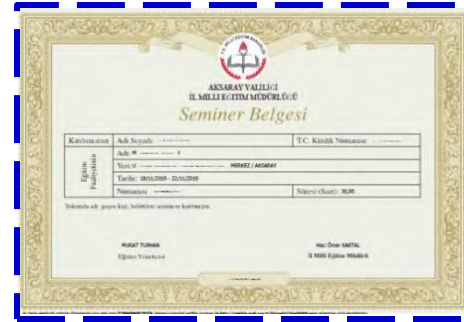 AKSARAY VALİLİĞİ
İL MİLLİ EĞİTİM MÜDÜRLÜĞÜ
Seminer Belgesi
Katılımcının Adı Soyadı: T.C. Kimlik Numarası:
Eğitim Faaliyetinin
Adı:
Yeri: MERKEZ / AKSARAY
Tarihi: 18/11/2019 - 22/11/2019
Numarası: Süresi (Saat): 30,00
Yukarıda adı geçen kişi, belirtilen seminere katılmıştır.
MURAT TURHAN
Eğitim Yöneticisi
Hacı Ömer KARTAL
İl Milli Eğitim Müdürü